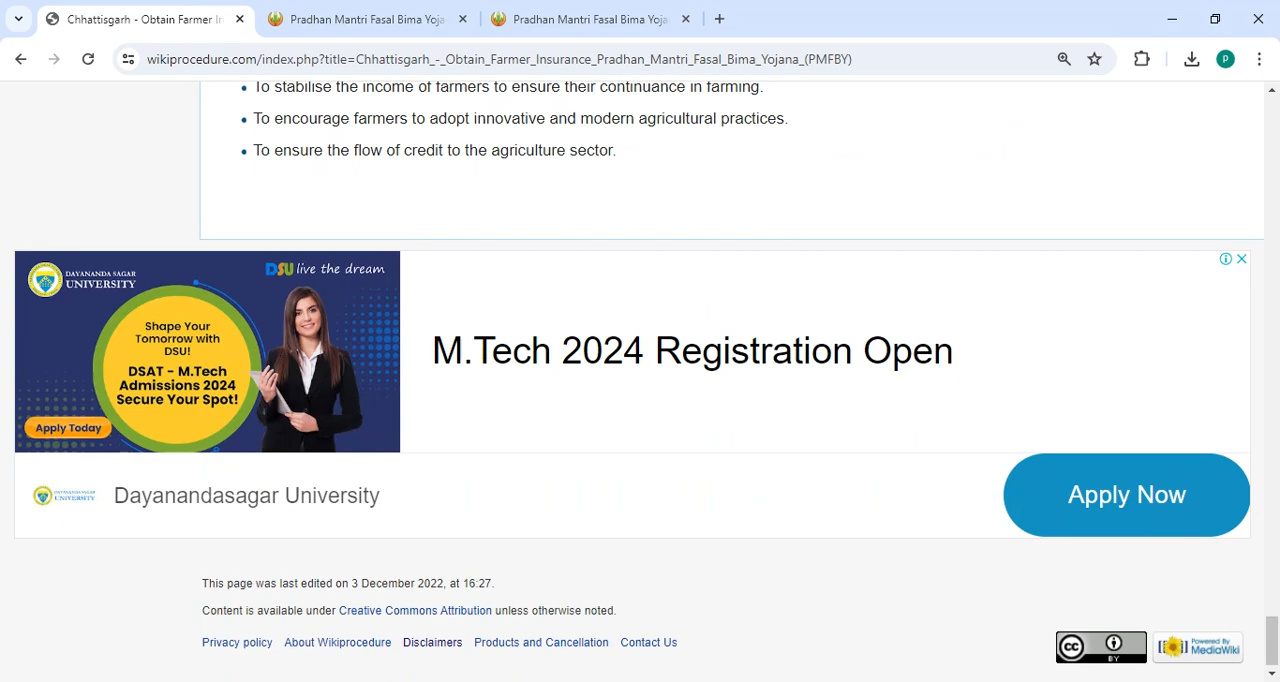 Chhattisgarh - Obtain Farmer In
Pradhan Mantri Fasal Bima Yoja
Pradhan Mantri Fasal Bima Yoja
wikiprocedure.com/index.php?title=Chhattisgarh_-_Obtain_Farmer_Insurance_Pradhan_Mantri_Fasal_Bima_Yojana_(PMFBY)
P
To stabilise the income of farmers to ensure their continuance in farming.
To encourage farmers to adopt innovative and modern agricultural practices.
To ensure the flow of credit to the agriculture sector.
DAYANANDA SAGAR
UNIVERSITY
DSU live the dream
Shape Your
Tomorrow with
DSU!
DSAT - M.Tech
Admissions 2024
Secure Your Spot!
Apply Today
M.Tech 2024 Registration Open
Dayanandasagar University
Apply Now
This page was last edited on 3 December 2022, at 16:27.
Content is available under Creative Commons Attribution unless otherwise noted.
Privacy policy About Wikiprocedure Disclaimers Products and Cancellation Contact Us
cc BY
Powered By
MediaWiki